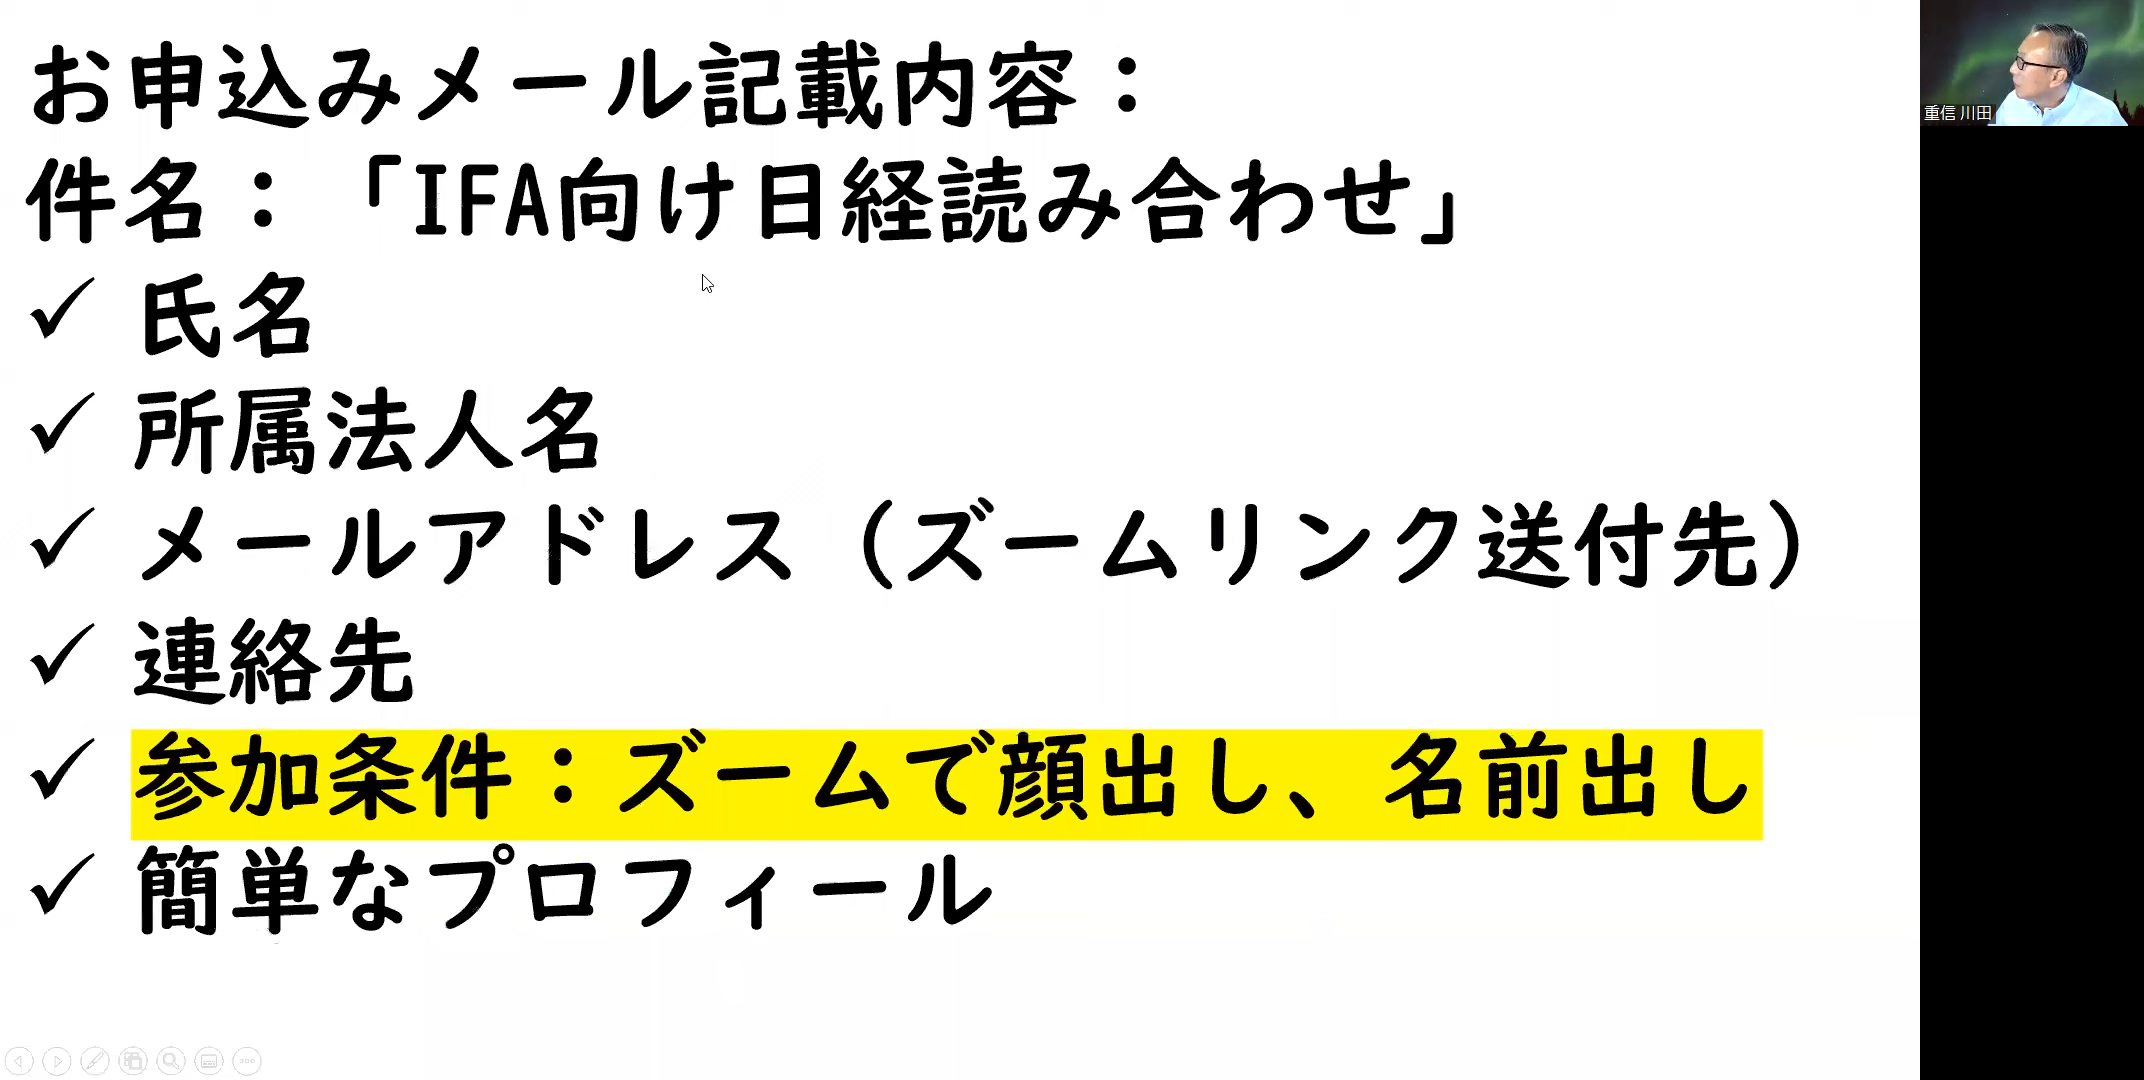 お申込みメール記載内容：
件名：「IFA向け日経読み合わせ」
✓ 氏名
✓ 所属法人名
✓ メールアドレス（ズームリンク送付先）
✓ 連絡先
✓ 参加条件：ズームで顔出し、名前出し
✓ 簡単なプロフィール
重信 川田